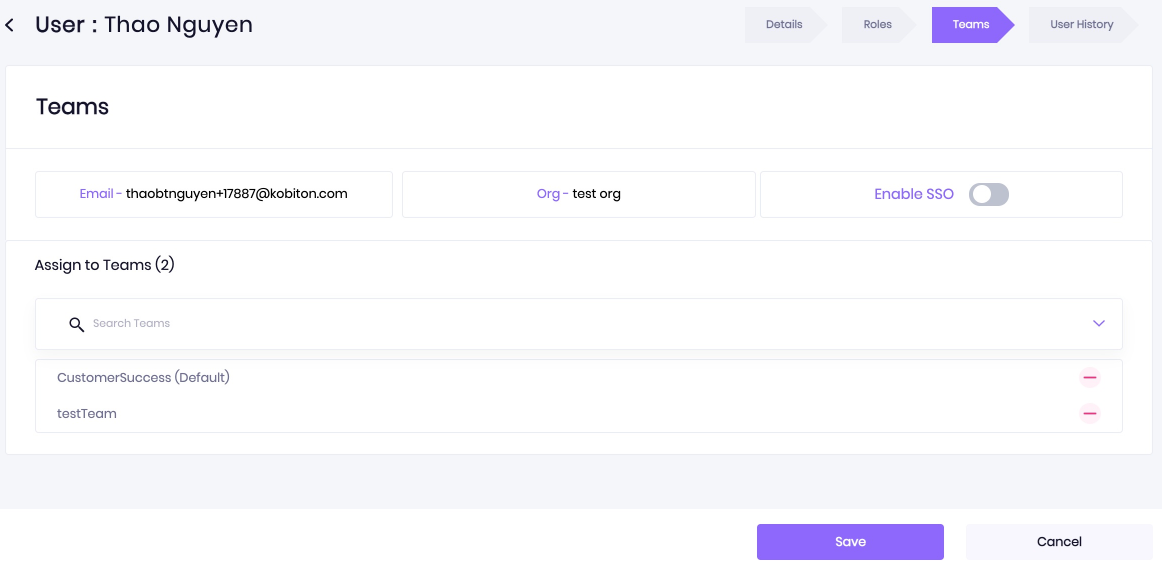 User : Thao Nguyen
Details
Roles
Teams
User History
Teams
Email - thaobtnguyen+17887@kobiton.com
Org - test org
Enable SSO
Assign to Teams (2)
Search Teams
CustomerSuccess (Default)
testTeam
Save
Cancel